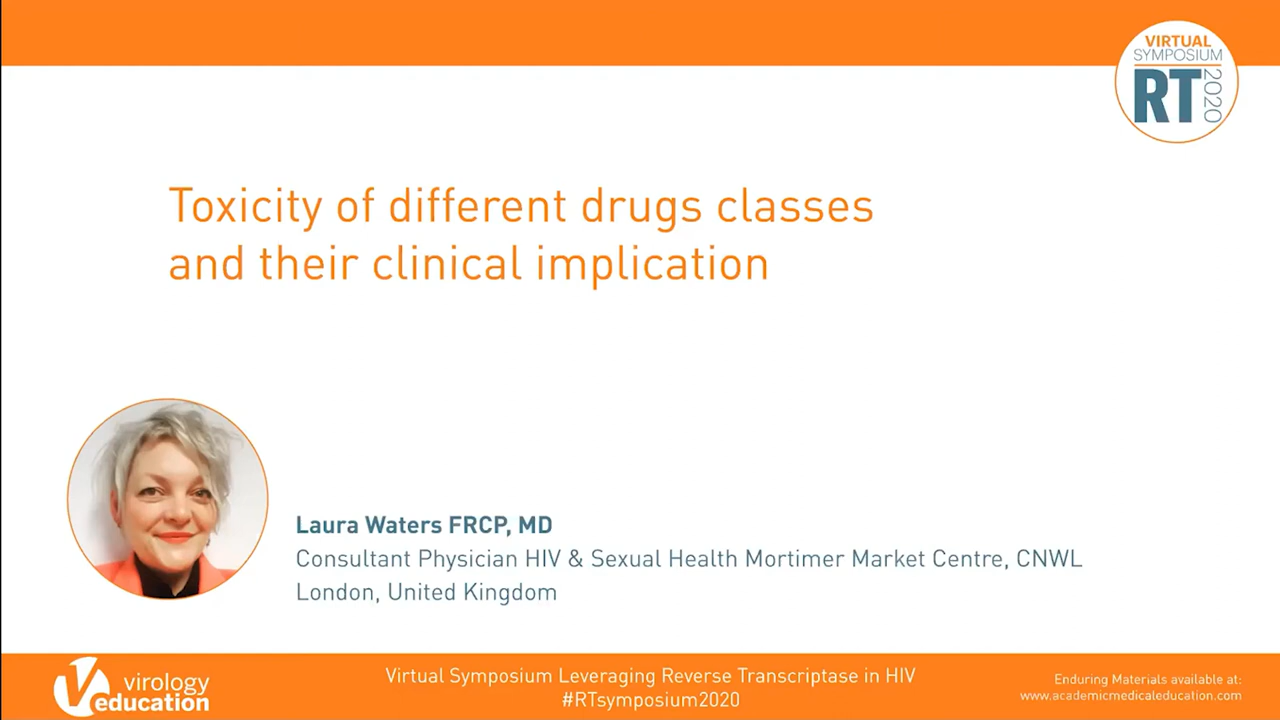 VIRTUAL
SYMPOSIUM
RT 2020
Toxicity of different drugs classes
and their clinical implication
Laura Waters FRCP, MD
Consultant Physician HIV & Sexual Health Mortimer Market Centre, CNWL
London, United Kingdom
virology
education
Virtual Symposium Leveraging Reverse Transcriptase in HIV
#RTsymposium2020
Enduring Materials available at:
www.academicmedicaleducation.com